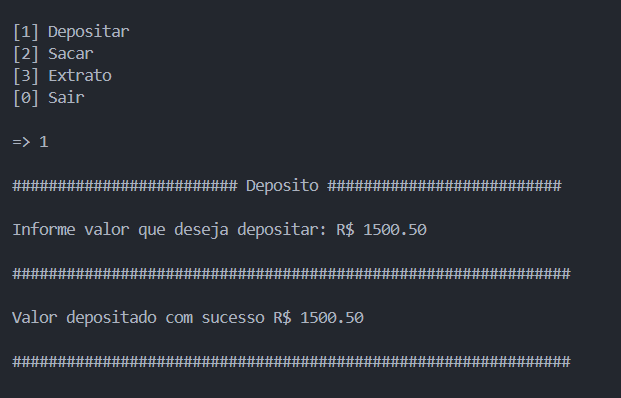 [1] Depositar
[2] Sacar
[3] Extrato
[0] Sair
=> 1
######################### Deposito ##########################
Informe valor que deseja depositar: R$ 1500.50
##############################################################
Valor depositado com sucesso R$ 1500.50
##############################################################